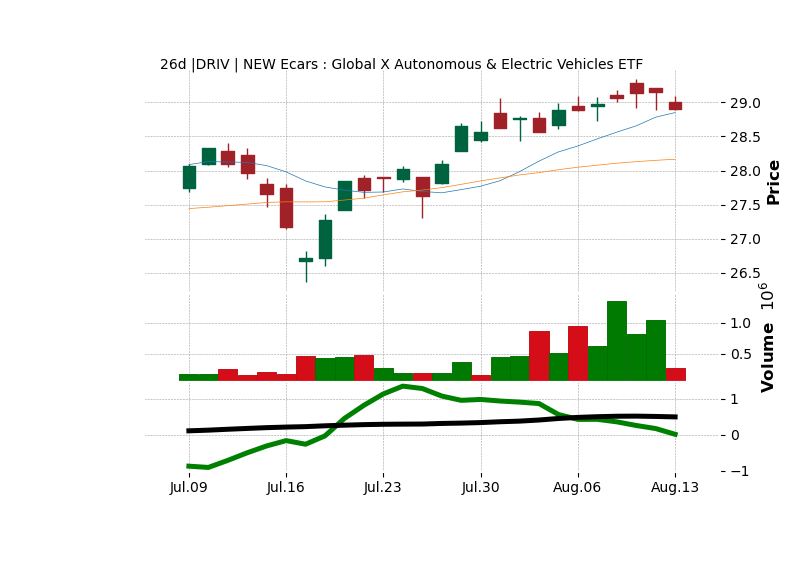 26d |DRIV | NEW Ecars : Global X Autonomous & Electric Vehicles ETF
29.0
28.5
28.0
27.5
27.0
26.5
Price
1.0
0.5
Volume 10⁶
1
0
−1
Jul.09 Jul.16 Jul.23 Jul.30 Aug.06 Aug.13